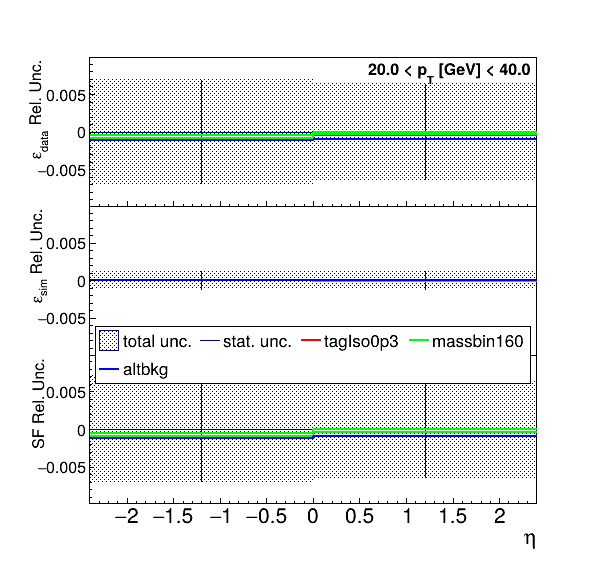 20.0 < p_T [GeV] < 40.0
ε_data Rel. Unc.
0.005
0
−0.005
ε_sim Rel. Unc.
0.005
0
−0.005
total unc. stat. unc. tagIso0p3 massbin160
altbkg
SF Rel. Unc.
0.005
0
−0.005
−2 −1.5 −1 −0.5 0 0.5 1 1.5 2
η